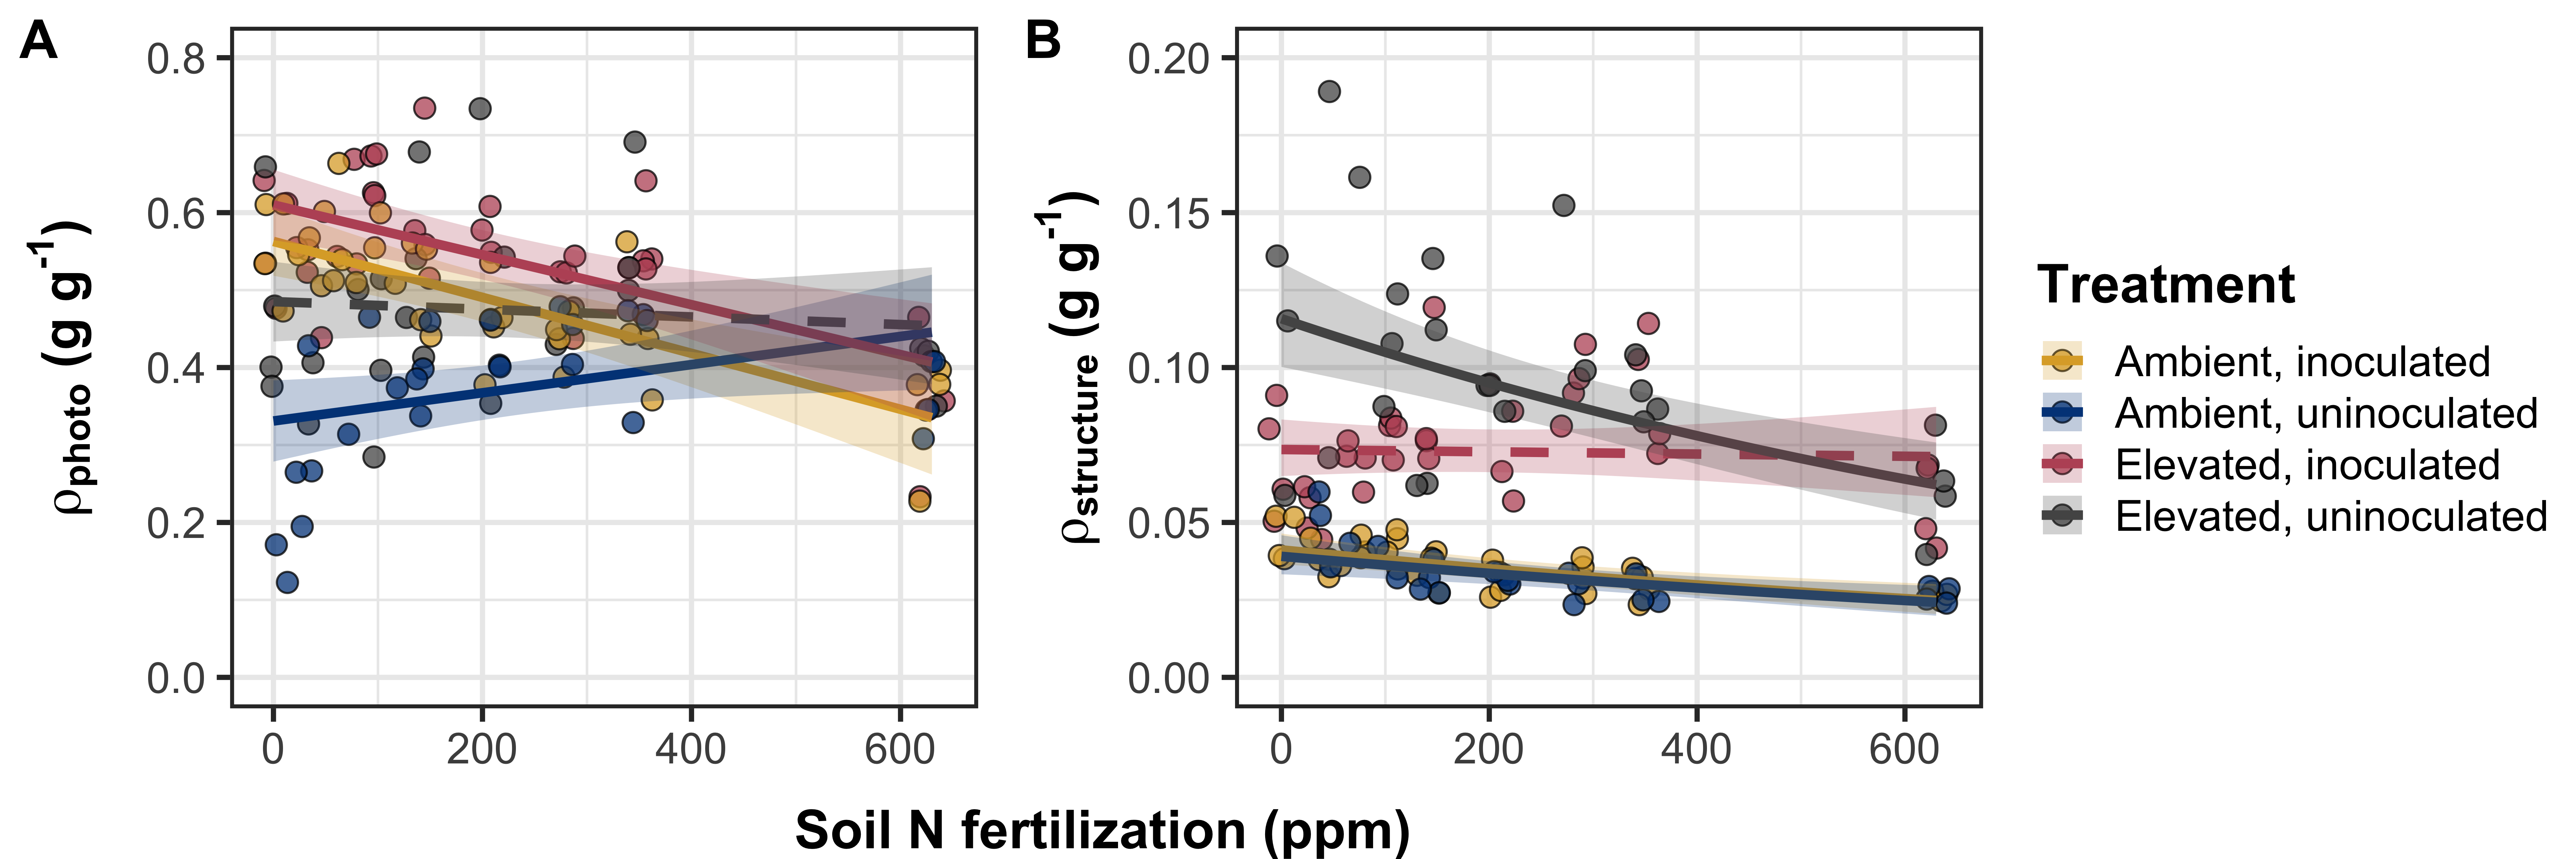 A
B
0.8
0.6
0.4
0.2
0.0
ρphoto (g g-1)
0 200 400 600
0.20
0.15
0.10
0.05
0.00
ρstructure (g g-1)
0 200 400 600
Soil N fertilization (ppm)
Treatment
Ambient, inoculated
Ambient, uninoculated
Elevated, inoculated
Elevated, uninoculated